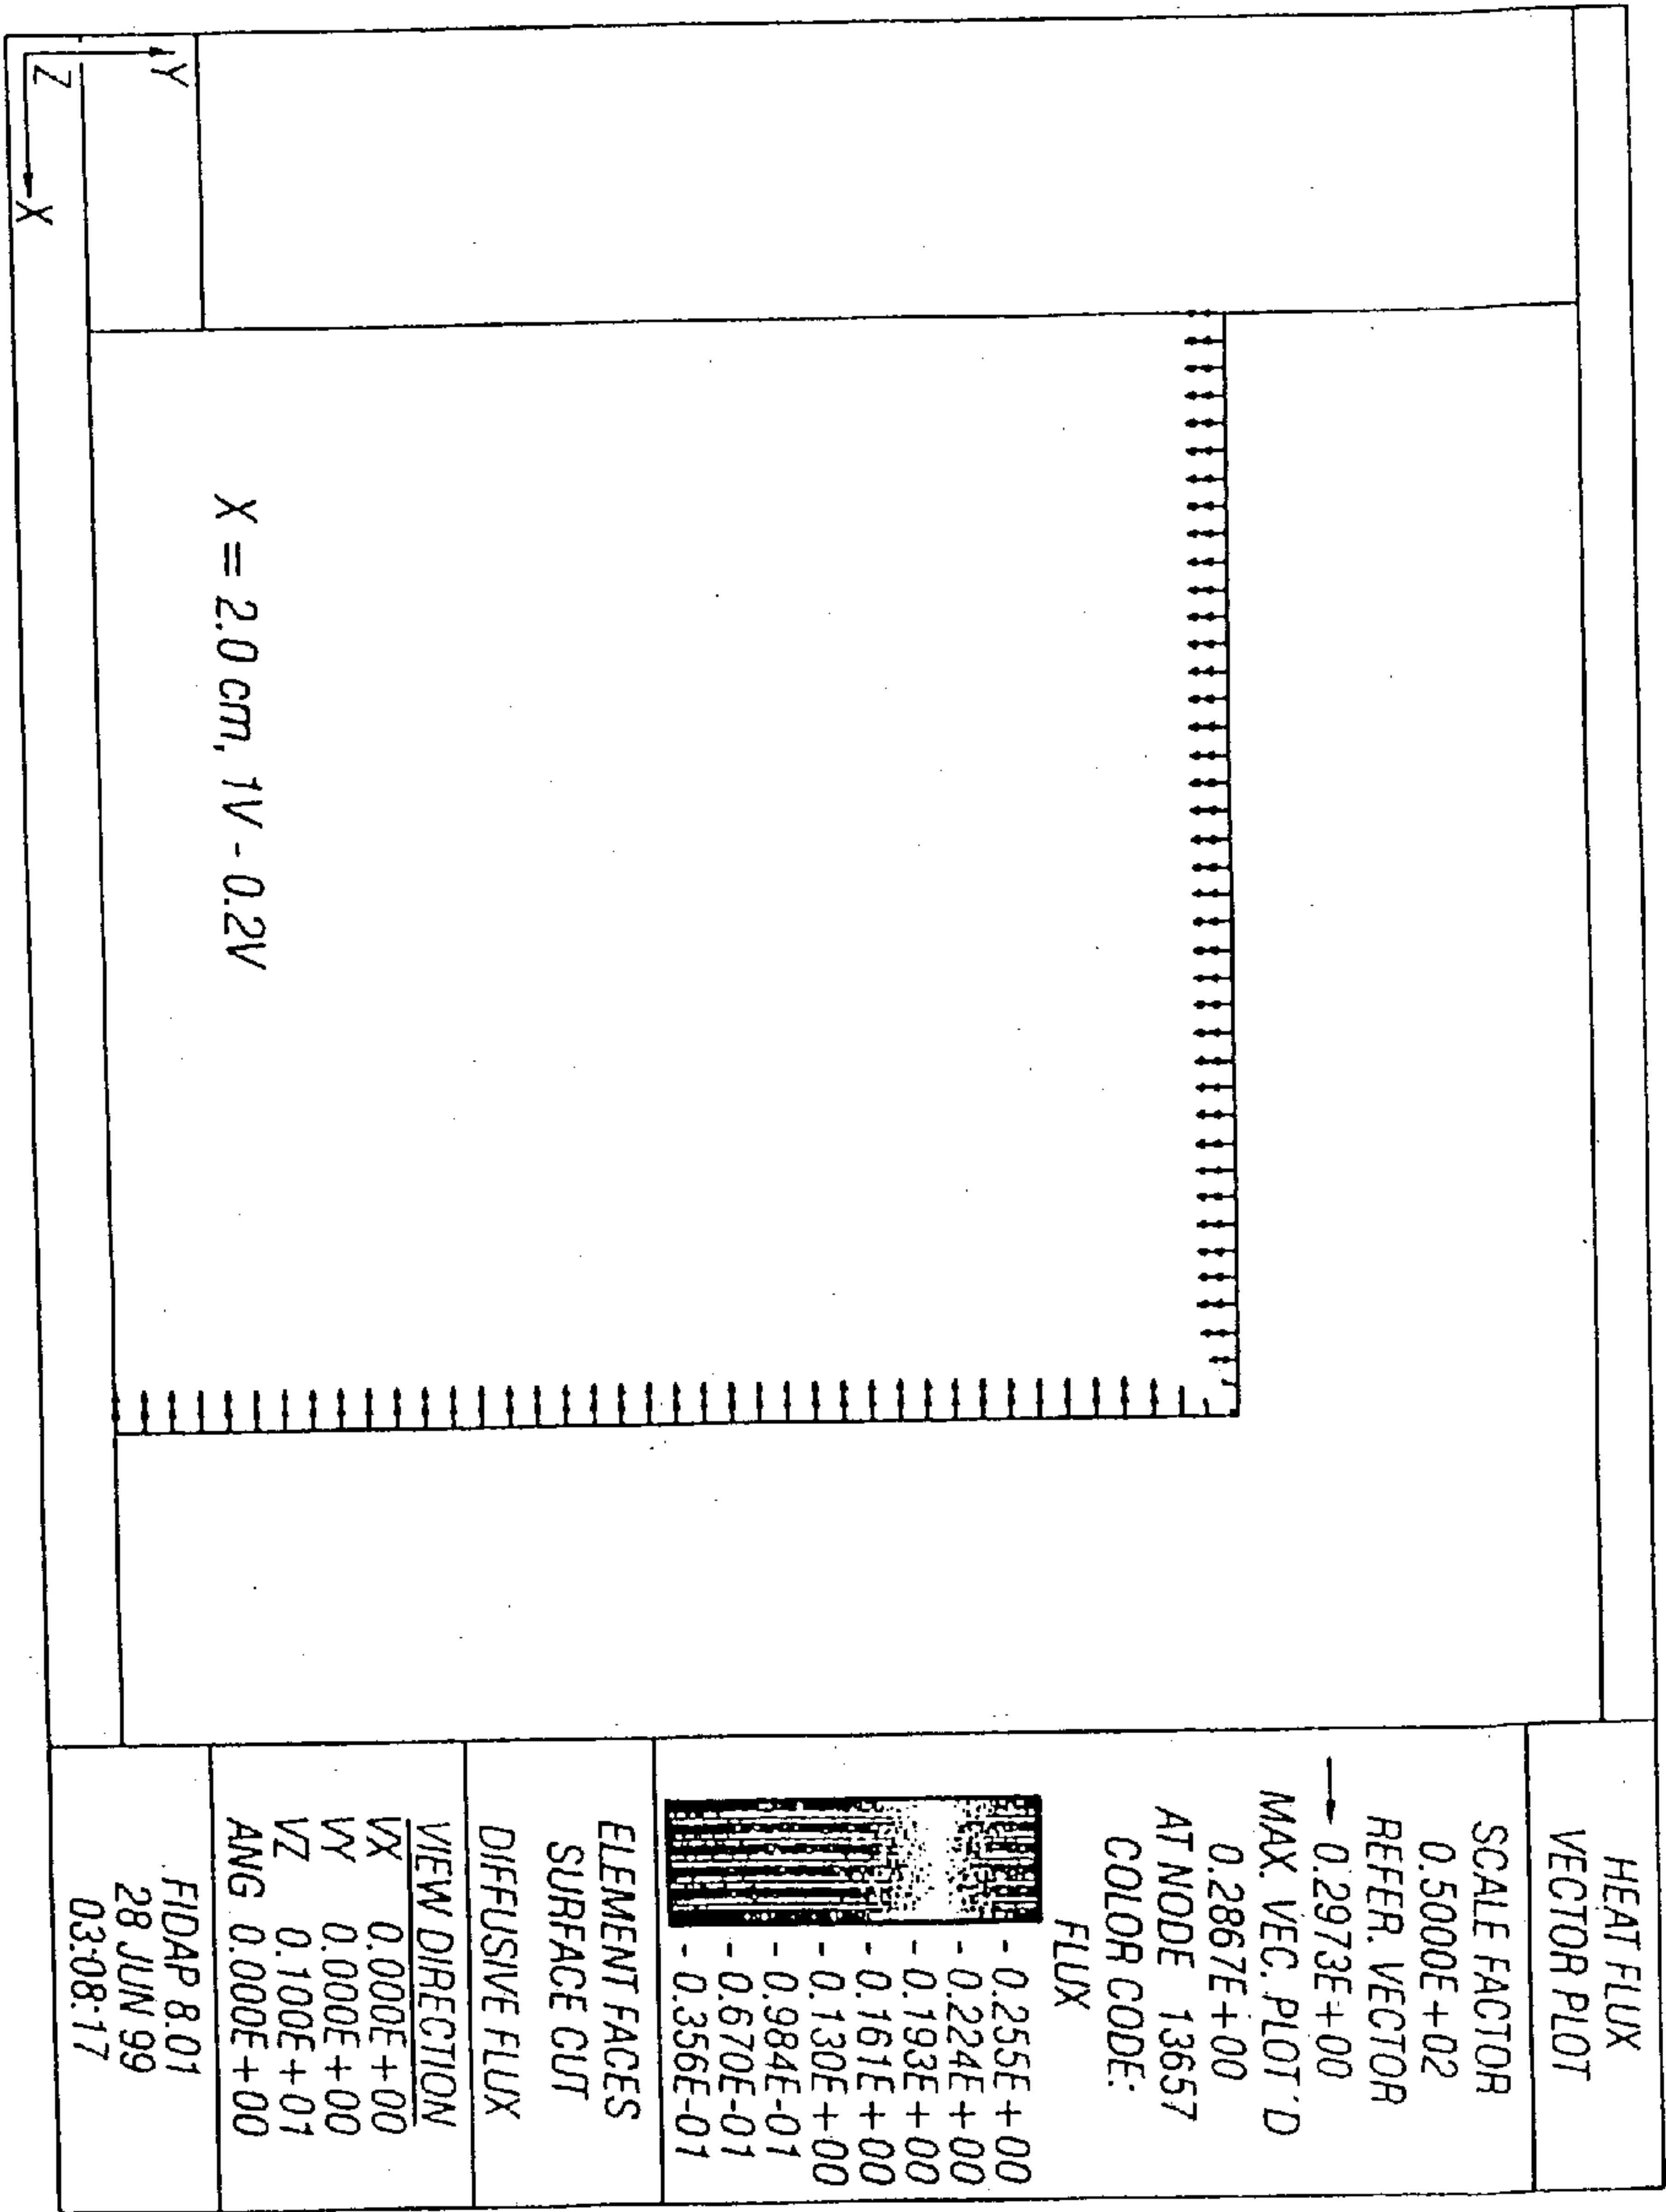 HEAT FLUX
VECTOR PLOT
SCALE FACTOR
0.5000E+02
REFER. VECTOR
0.2973E+00
MAX. VEC. PLOT'D
0.2867E+00
AT NODE 13657
COLOR CODE:
FLUX
- 0.255E+00
- 0.224E+00
- 0.193E+00
- 0.161E+00
- 0.130E+00
- 0.984E-01
- 0.670E-01
- 0.356E-01
ELEMENT FACES
SURFACE CUT
DIFFUSIVE FLUX
VIEW DIRECTION
VX 0.000E+00
VY 0.000E+00
VZ 0.100E+01
ANG 0.000E+00
FIDAP 8.01
28 JUN 99
03:08:17
X = 2.0 cm, 1V - 0.2V
Y
Z
X